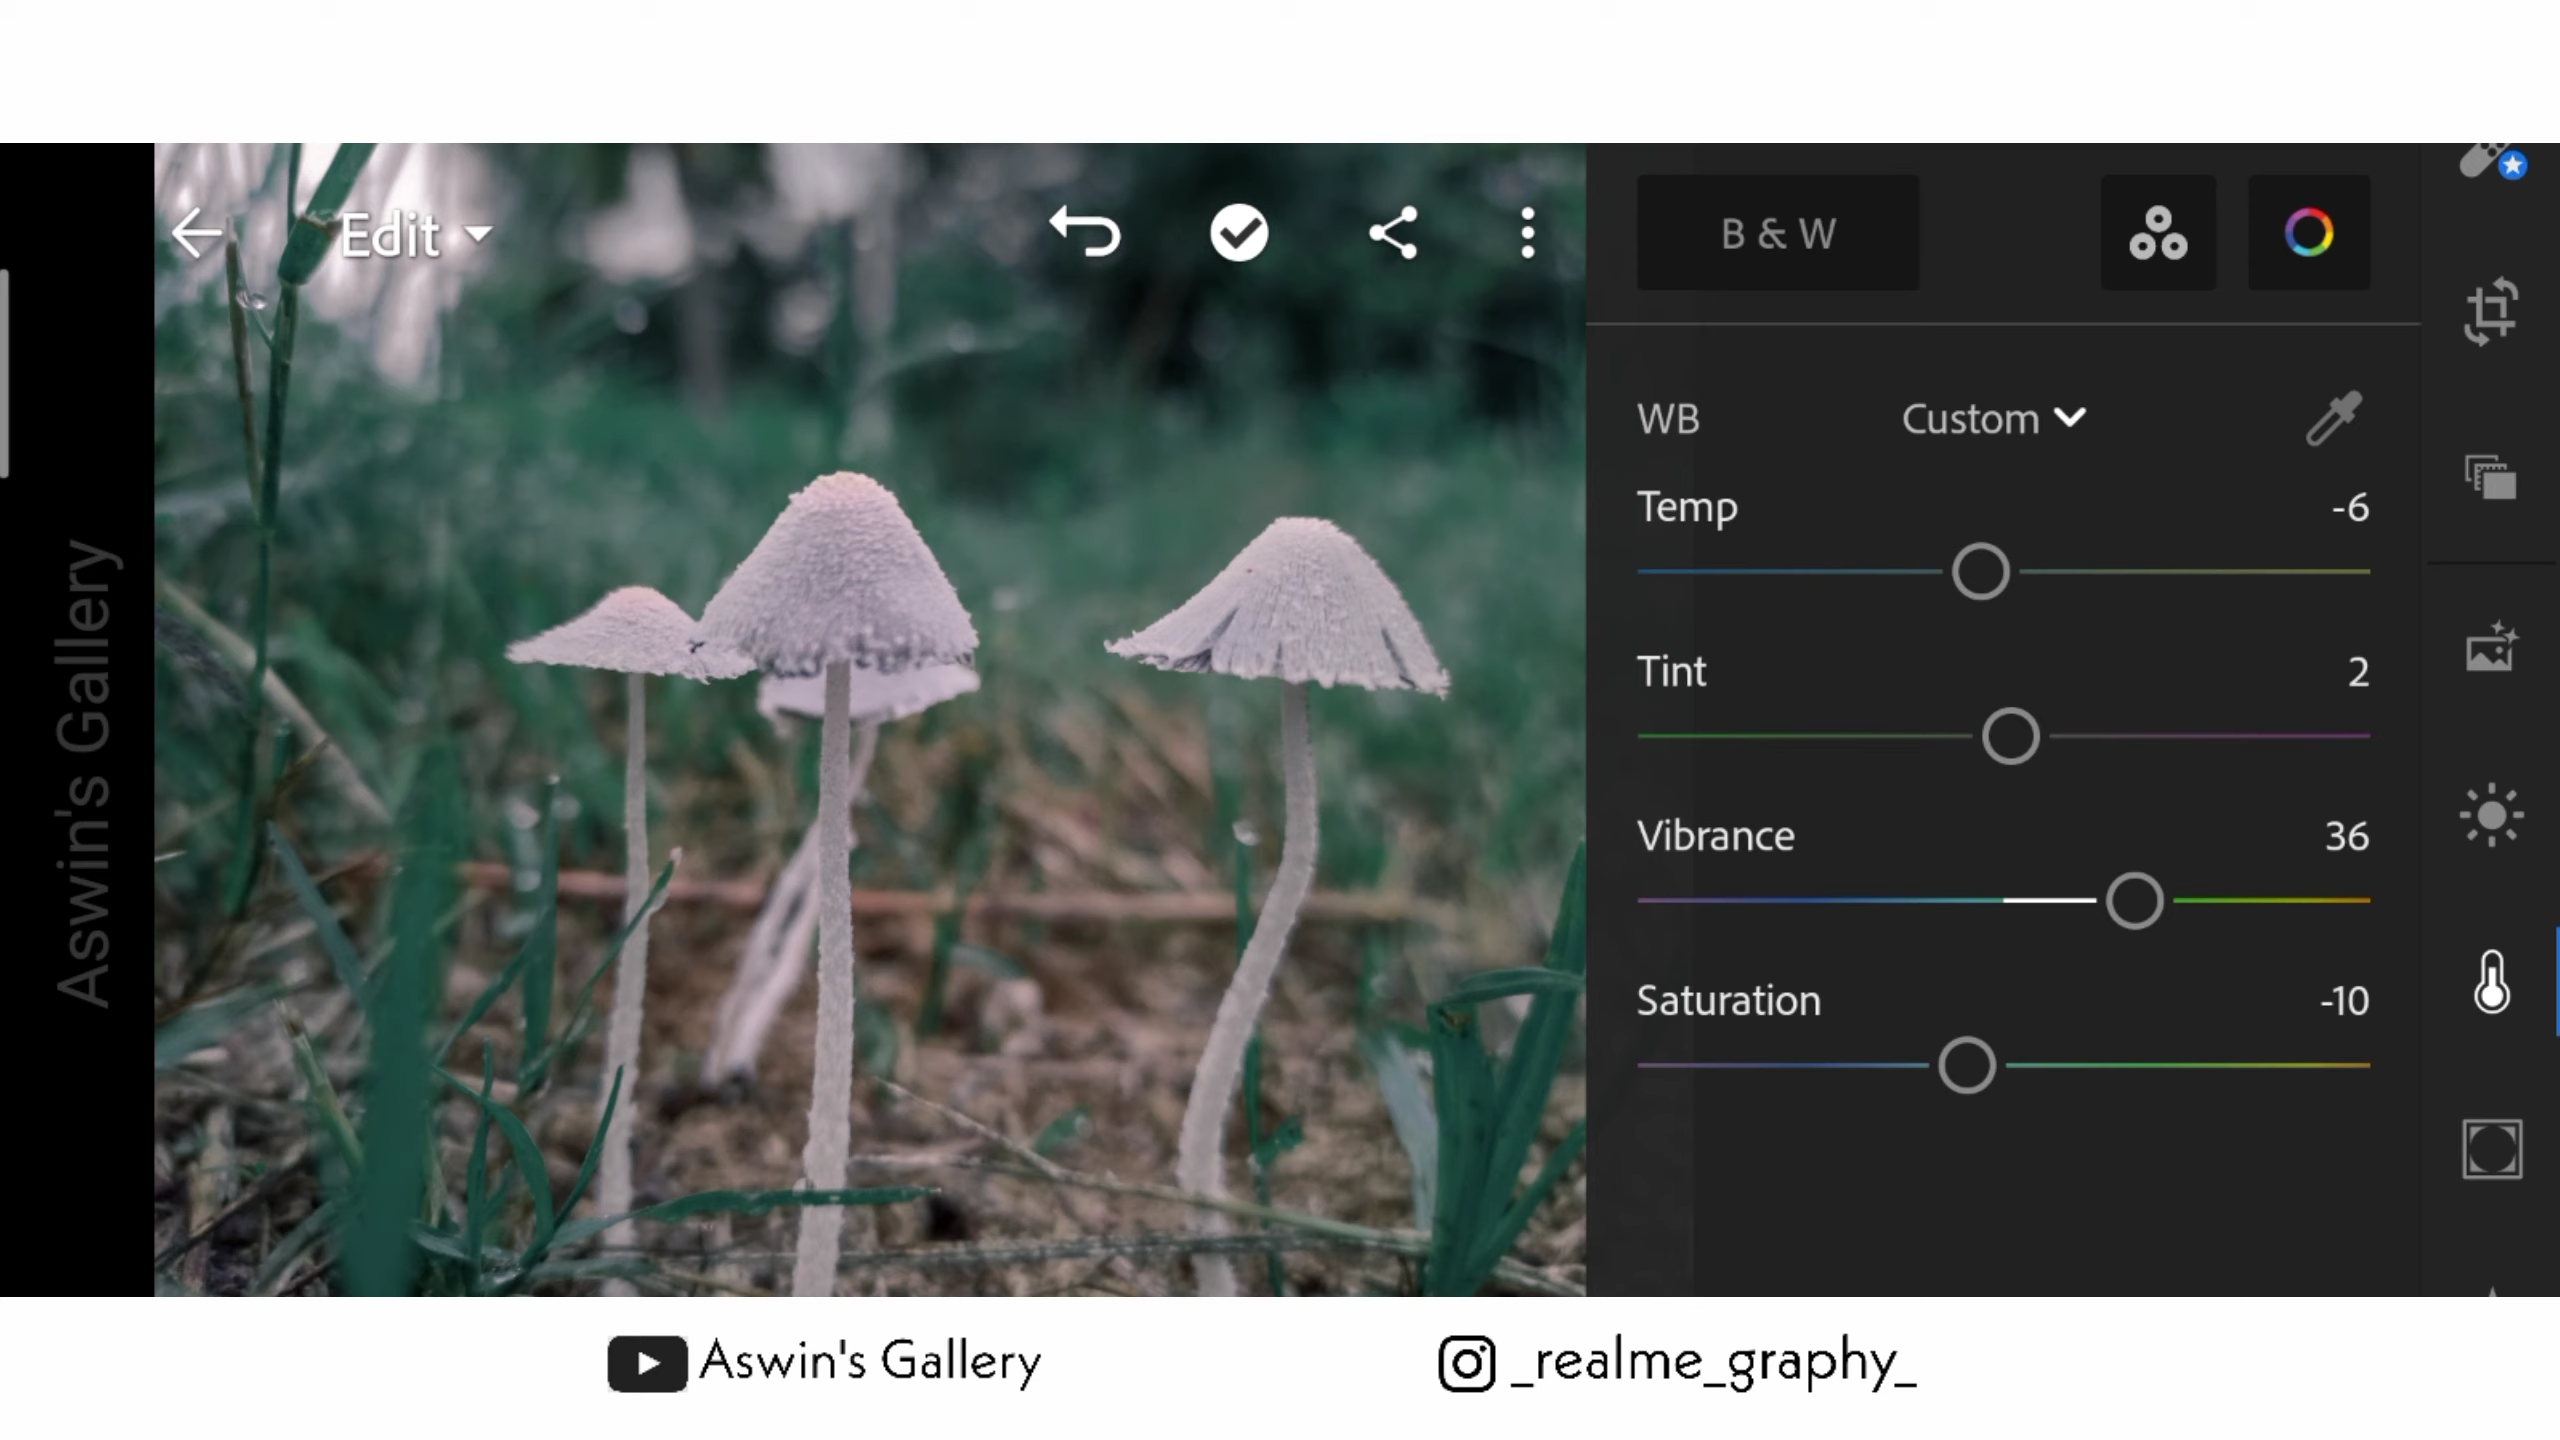 Edit
B & W
WB Custom
Temp -6
Tint 2
Vibrance 36
Saturation -10
Aswin's Gallery
Aswin's Gallery
_realme_graphy_